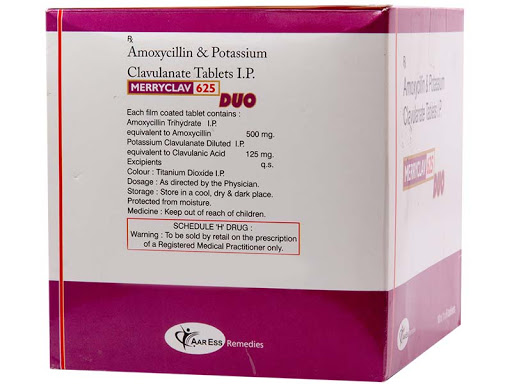 Rx
Amoxycillin & Potassium
Clavulanate Tablets I.P.
MERRYCLAV 625
DUO
Each film coated tablet contains :
Amoxycillin Trihydrate I.P.
equivalent to Amoxycillin 500 mg.
Potassium Clavulanate Diluted I.P.
equivalent to Clavulanic Acid 125 mg.
Excipients q.s.
Colour : Titanium Dioxide I.P.
Dosage : As directed by the Physician.
Storage : Store in a cool, dry & dark place.
Protected from moisture.
Medicine : Keep out of reach of children.
SCHEDULE 'H' DRUG :
Warning : To be sold by retail on the prescription
of a Registered Medical Practitioner only.
AAR ESS Remedies
Rx
Amoxycillin & Potassium
Clavulanate Tablets I.P.
MERRYCLAV 625
DUO